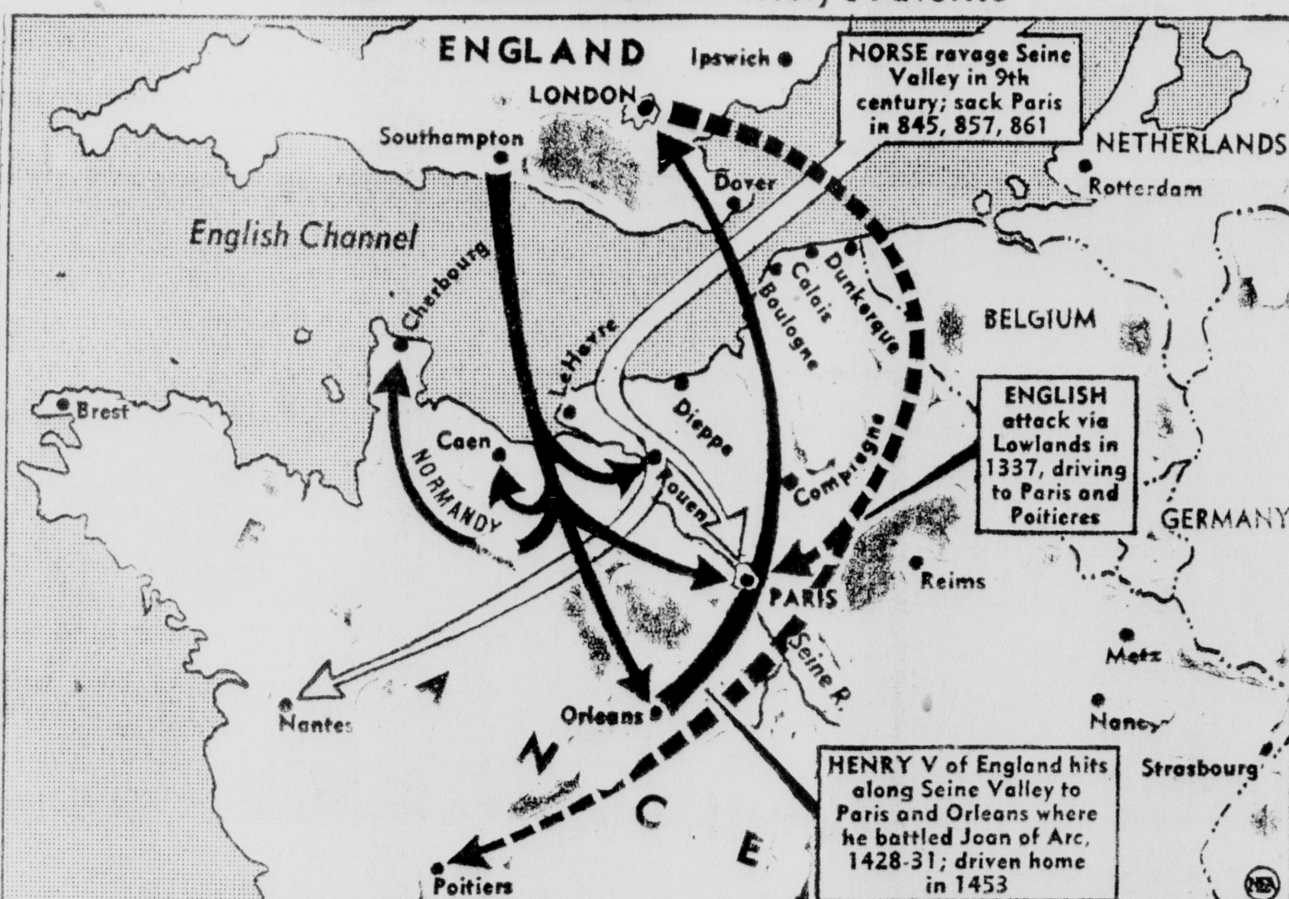 ENGLAND
Ipswich
LONDON
Southampton
NORSE ravage Seine
Valley in 9th
century; sack Paris
in 845, 857, 861
NETHERLANDS
Rotterdam
Dover
English Channel
Cherbourg
LeHavre
Dieppe
Boulogne
Calais
Dunkerque
BELGIUM
Brest
Caen
NORMANDY
Rouen
Compiegne
ENGLISH
attack via
Lowlands in
1337, driving
to Paris and
Poitieres
GERMANY
Reims
PARIS
Seine R.
Metz
Nancy
Strasbourg
Nantes
Orleans
F
R
A
N
C
E
Poitiers
HENRY V of England hits
along Seine Valley to
Paris and Orleans where
he battled Joan of Arc,
1428-31; driven home
in 1453
NEA